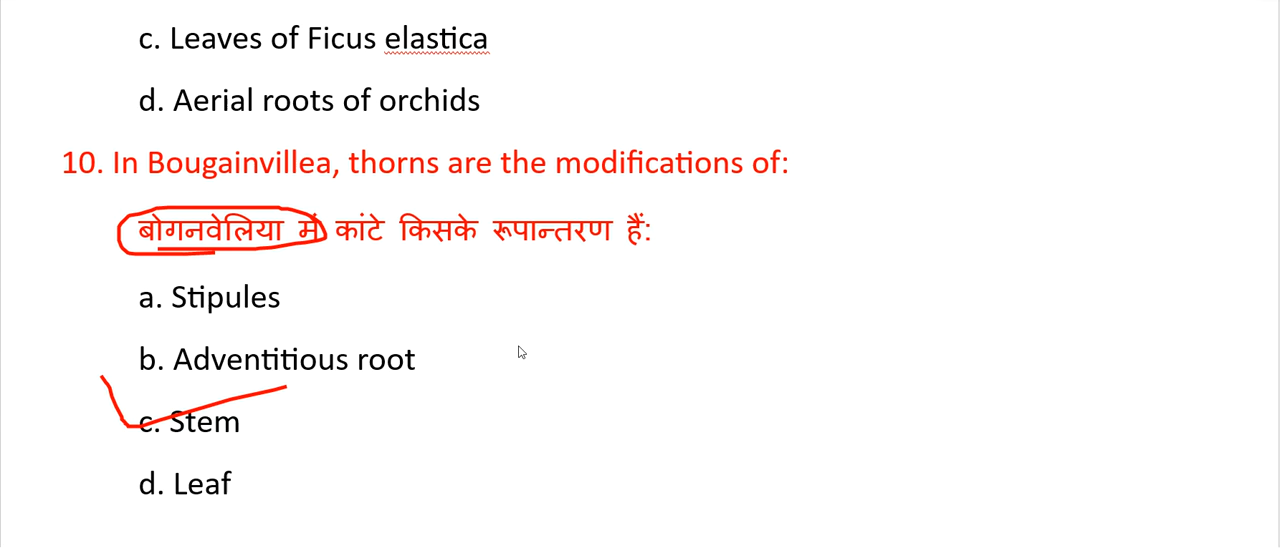 c. Leaves of Ficus elastica
d. Aerial roots of orchids
10. In Bougainvillea, thorns are the modifications of:
बोगनवेलिया में कांटे किसके रूपान्तरण हैं:
a. Stipules
b. Adventitious root
c. Stem
d. Leaf